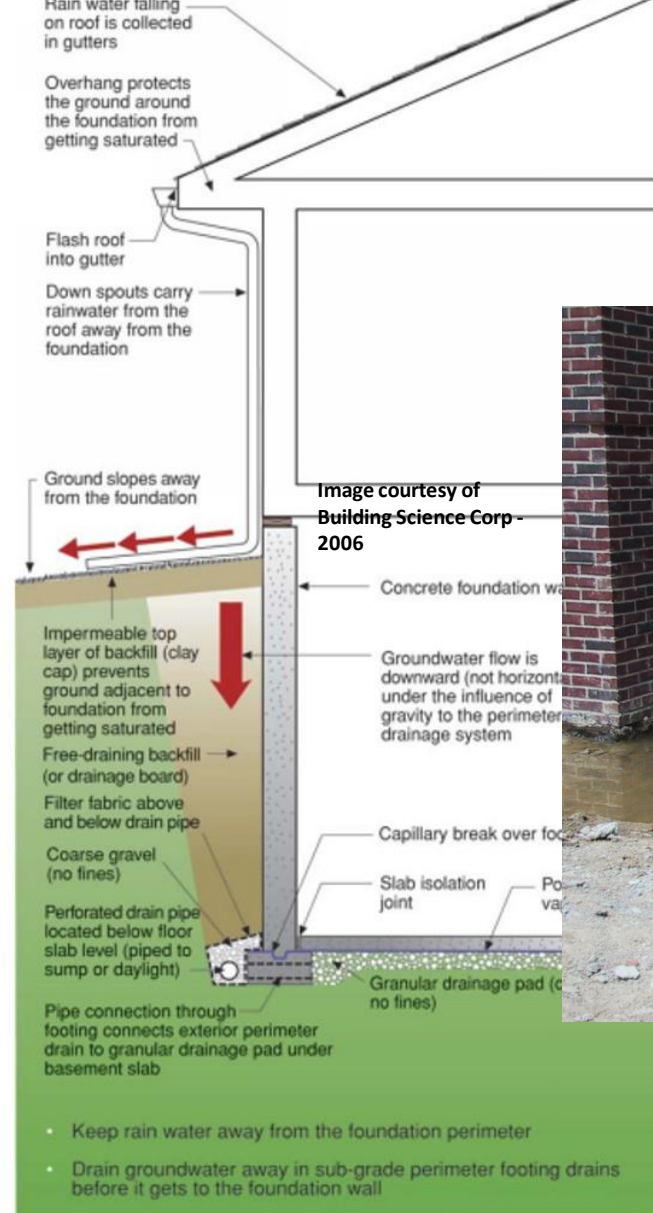 Rain water falling
on roof is collected
in gutters
Overhang protects
the ground around
the foundation from
getting saturated
Flash roof
into gutter
Down spouts carry
rainwater from the
roof away from the
foundation
Ground slopes away
from the foundation
Image courtesy of
Building Science Corp -
2006
Concrete foundation
Impermeable top
layer of backfill (clay
cap) prevents
ground adjacent to
foundation from
getting saturated
Groundwater flow is
downward (not
under the influence of
gravity to the perimeter
drainage system
Free-draining backfill
(or drainage board)
Filter fabric above
and below drain pipe
Capillary break over
Coarse gravel
(no fines)
Slab isolation
joint
Perforated drain pipe
located below floor
slab level (piped to
sump or daylight)
Granular drainage pad
no fines)
Pipe connection through
footing connects exterior perimeter
drain to granular drainage pad under
basement slab
• Keep rain water away from the foundation perimeter
• Drain groundwater away in sub-grade perimeter footing drains
before it gets to the foundation wall